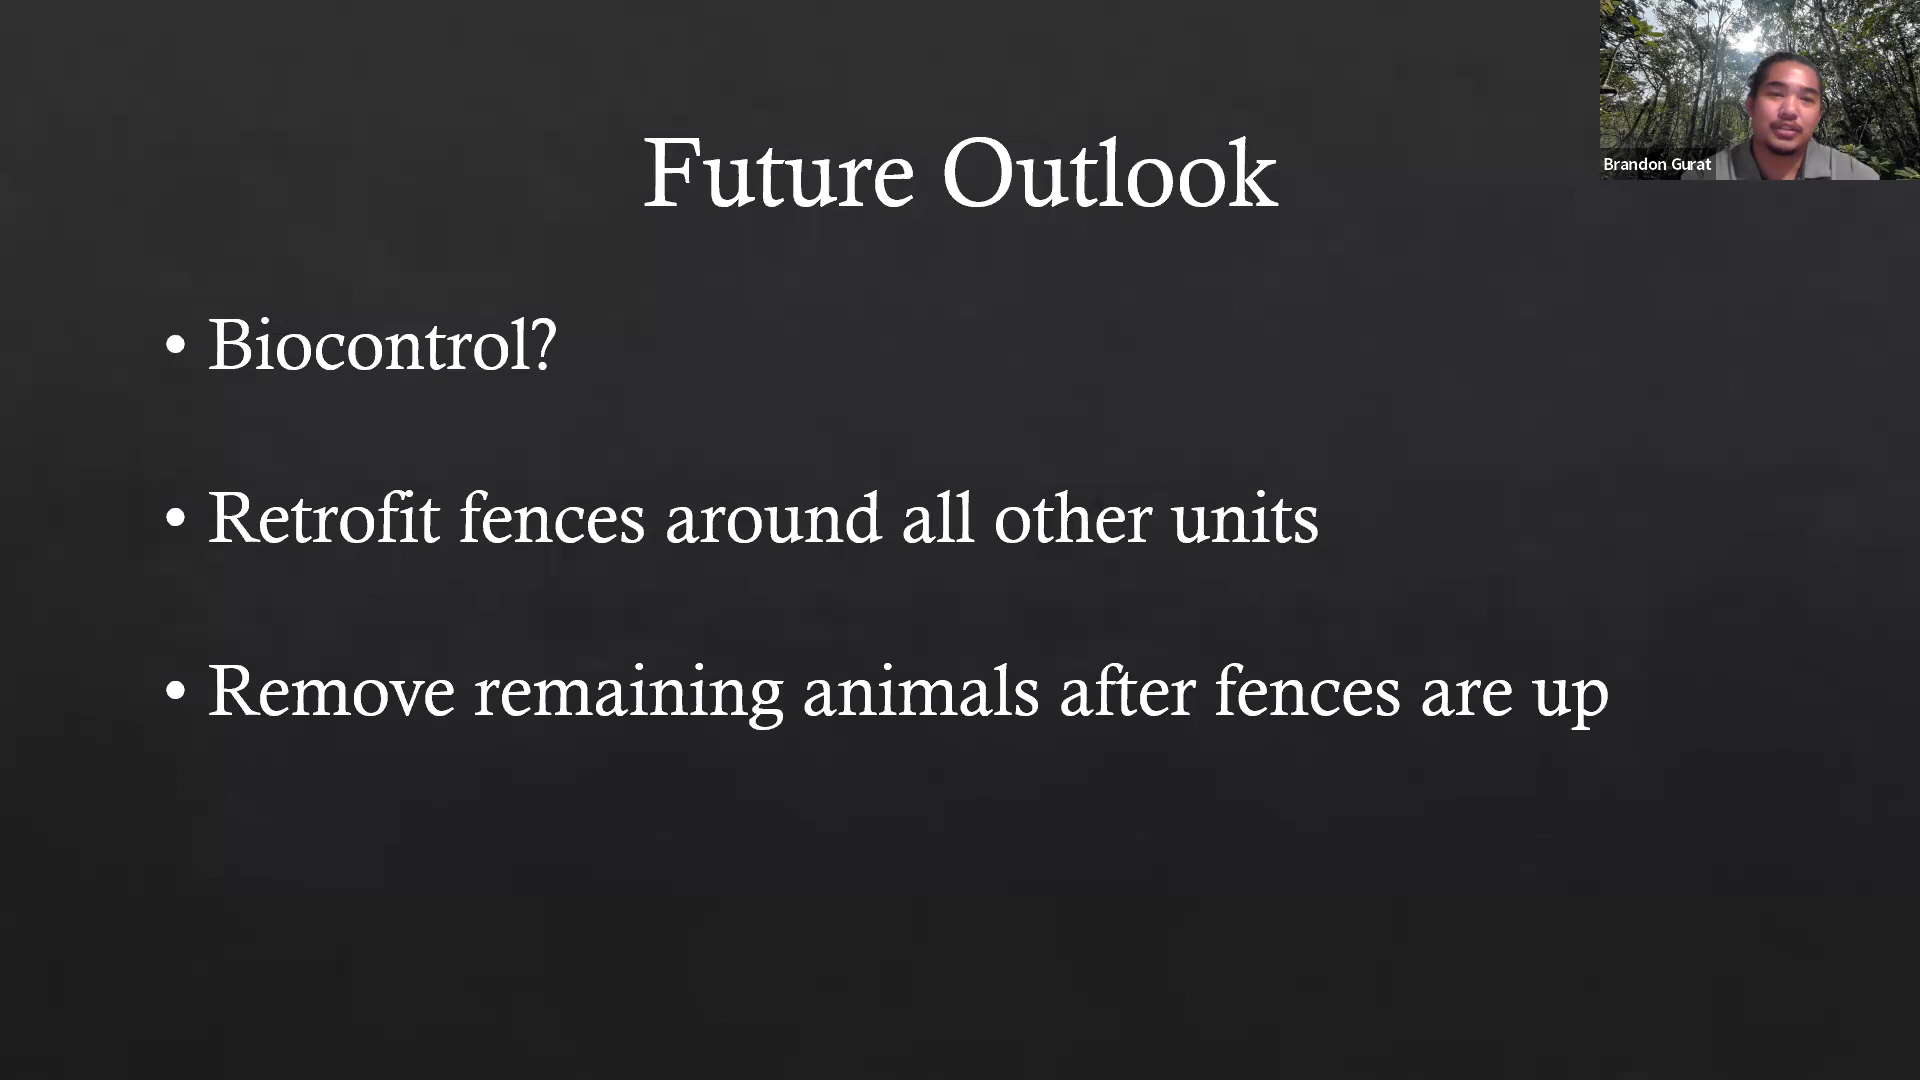 Brandon Gurat
Future Outlook
• Biocontrol?
• Retrofit fences around all other units
• Remove remaining animals after fences are up